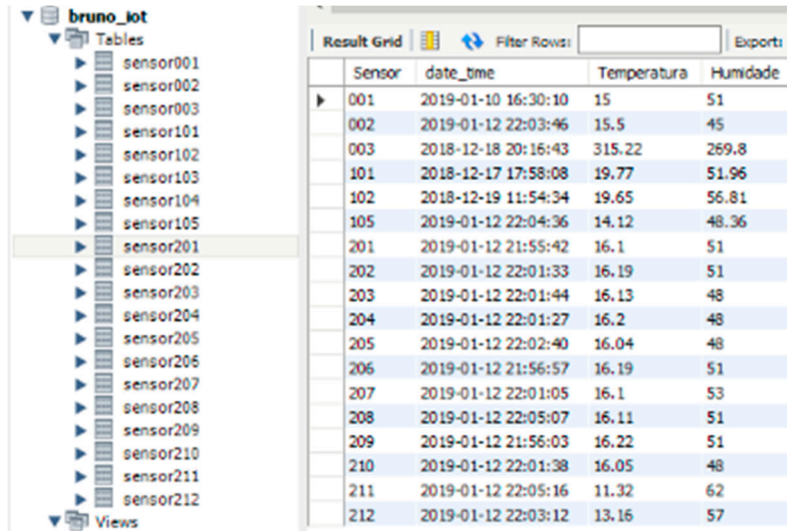 bruno_iot
Tables
sensor001
sensor002
sensor003
sensor101
sensor102
sensor103
sensor104
sensor105
sensor201
sensor202
sensor203
sensor204
sensor205
sensor206
sensor207
sensor208
sensor209
sensor210
sensor211
sensor212
Views
Result Grid Filter Rows: Export:
Sensor date_time Temperatura Humidade
001 2019-01-10 16:30:10 15 51
002 2019-01-12 22:03:46 15.5 45
003 2018-12-18 20:16:43 315.22 269.8
101 2018-12-17 17:58:08 19.77 51.96
102 2018-12-19 11:54:34 19.65 56.81
105 2019-01-12 22:04:36 14.12 48.36
201 2019-01-12 21:55:42 16.1 51
202 2019-01-12 22:01:33 16.19 51
203 2019-01-12 22:01:44 16.13 48
204 2019-01-12 22:01:27 16.2 48
205 2019-01-12 22:02:40 16.04 48
206 2019-01-12 21:56:57 16.19 51
207 2019-01-12 22:01:05 16.1 53
208 2019-01-12 22:05:07 16.11 51
209 2019-01-12 21:56:03 16.22 51
210 2019-01-12 22:01:38 16.05 48
211 2019-01-12 22:05:16 11.32 62
212 2019-01-12 22:03:12 13.16 57